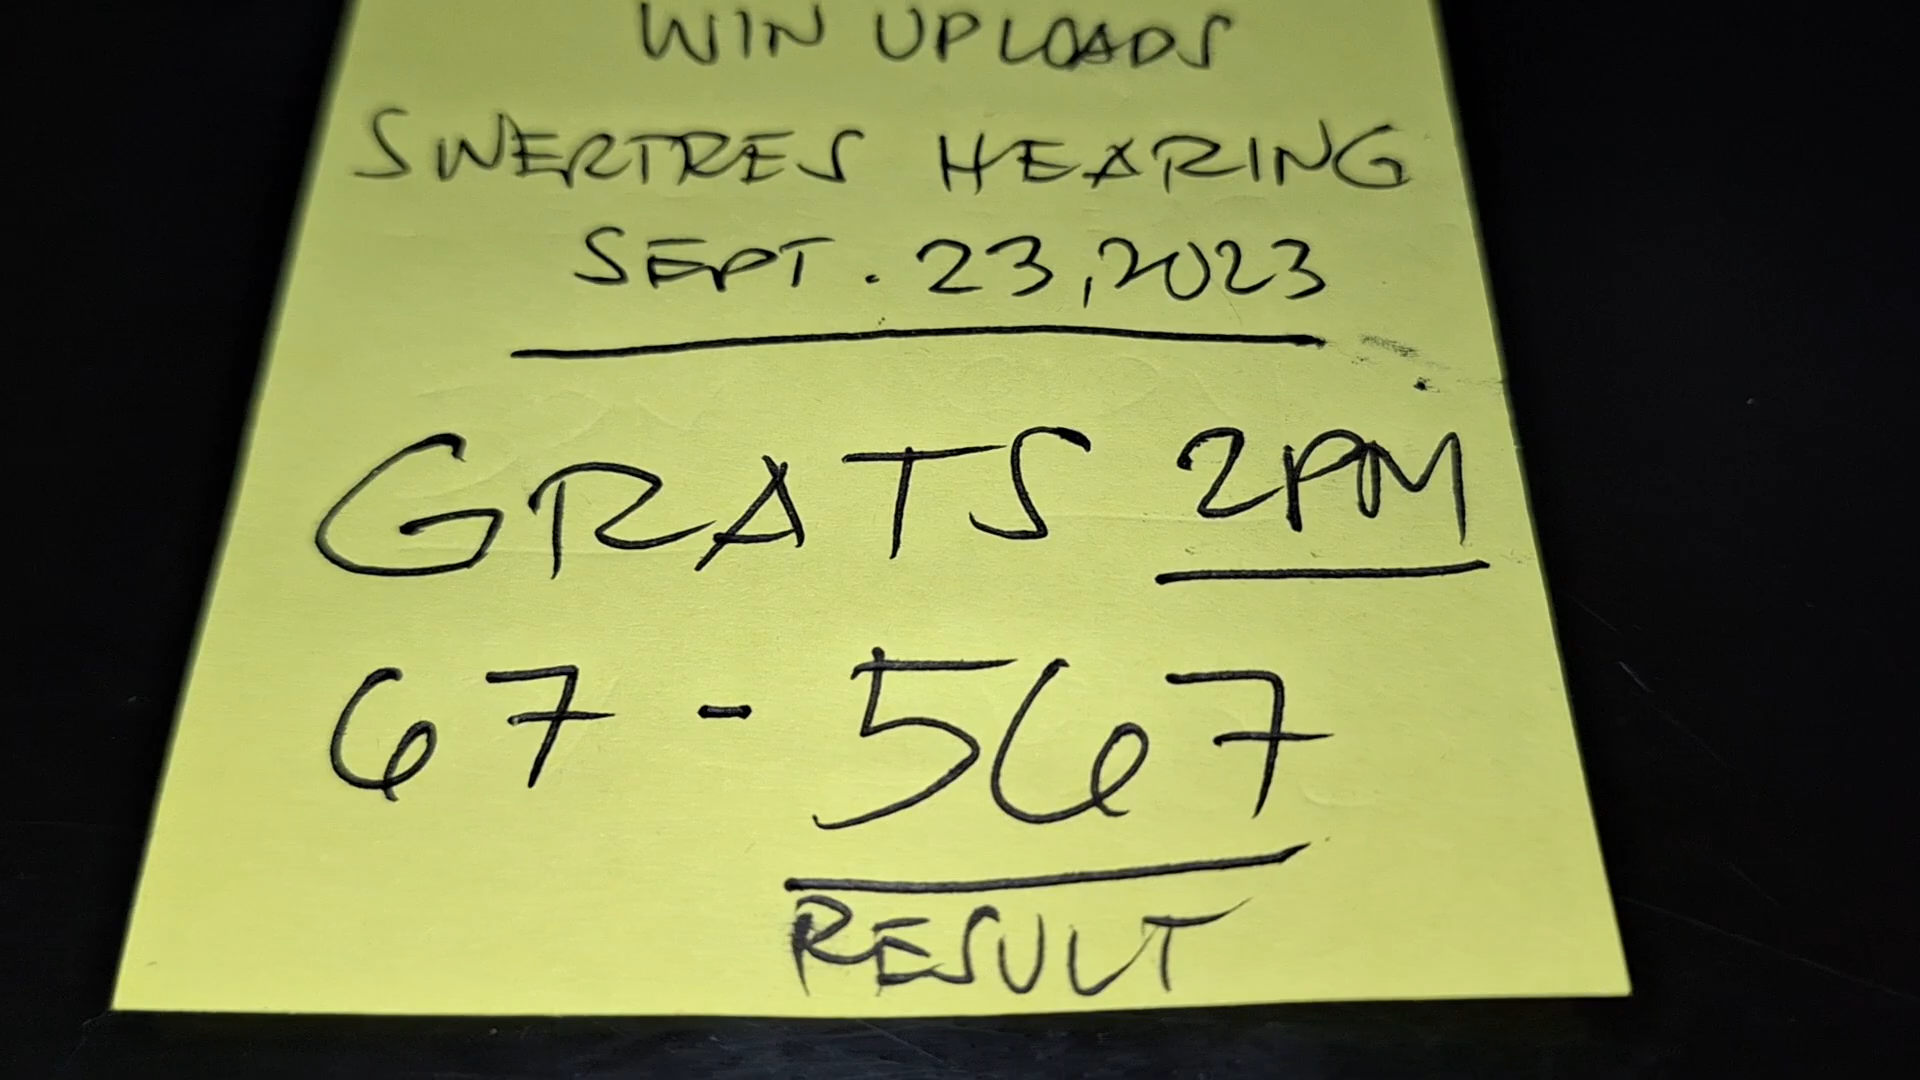 WIN UPLOADS
SWERTRES HEARING
SEPT. 23, 2023
GRATS 2PM
67 - 567
RESULT